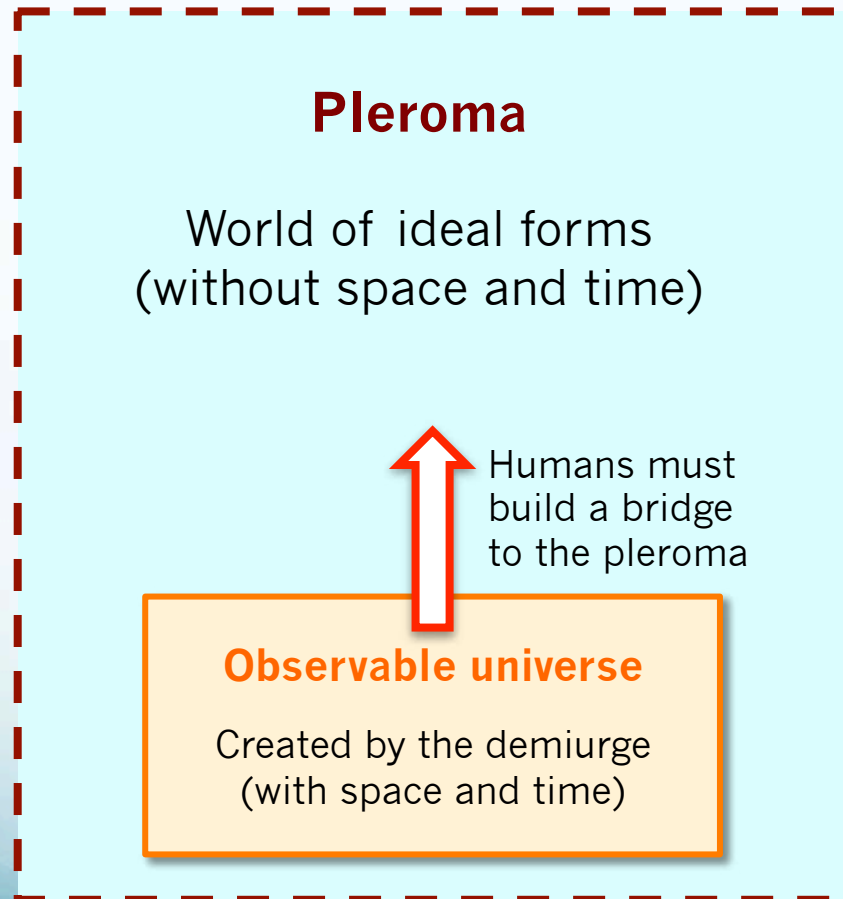 Pleroma
World of ideal forms
(without space and time)
Humans must
build a bridge
to the pleroma
Observable universe
Created by the demiurge
(with space and time)